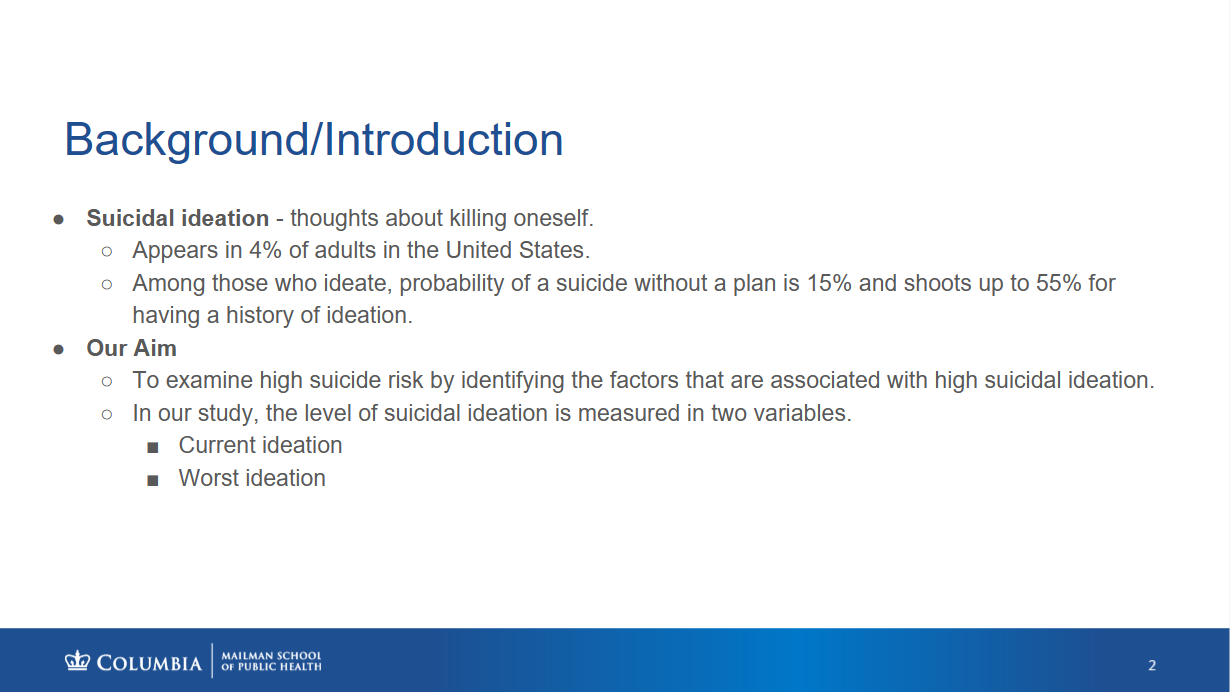 Background/Introduction
● Suicidal ideation - thoughts about killing oneself.
○ Appears in 4% of adults in the United States.
○ Among those who ideate, probability of a suicide without a plan is 15% and shoots up to 55% for
having a history of ideation.
● Our Aim
○ To examine high suicide risk by identifying the factors that are associated with high suicidal ideation.
○ In our study, the level of suicidal ideation is measured in two variables.
■ Current ideation
■ Worst ideation
COLUMBIA
MAILMAN SCHOOL
OF PUBLIC HEALTH
2